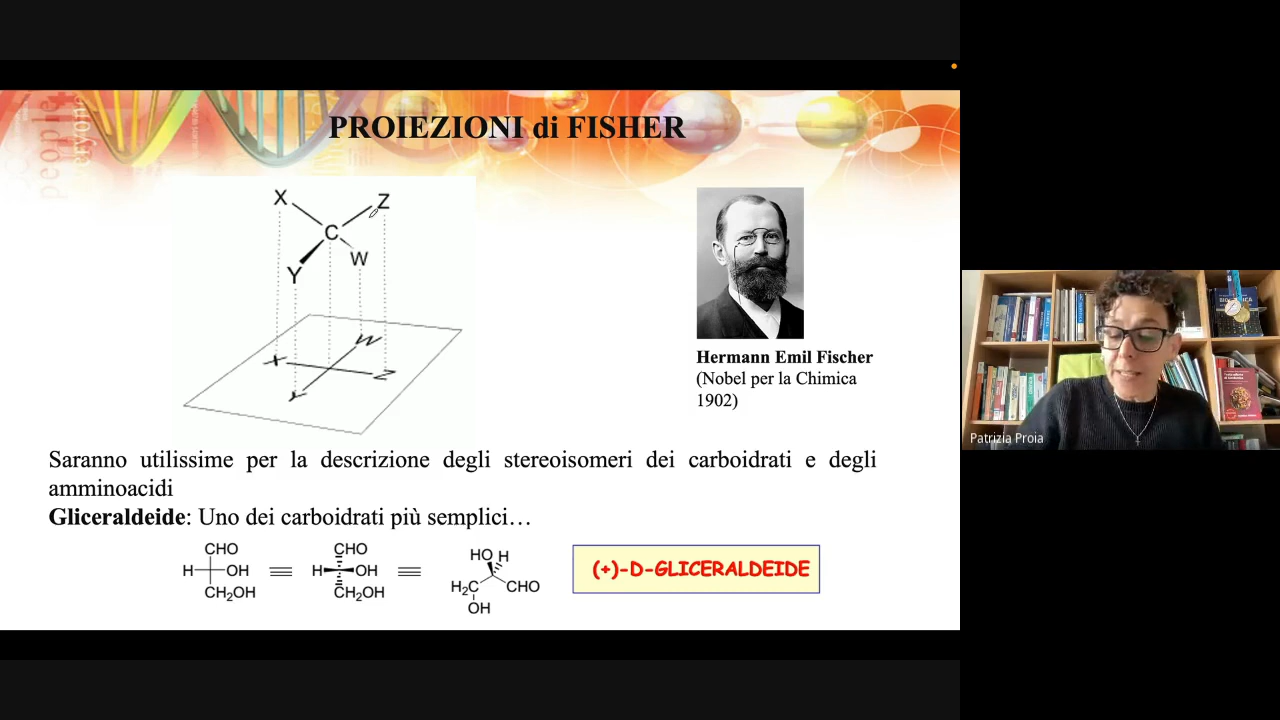 people
eryone
PROIEZIONI di FISHER
X
Z
C
W
Y
W
X
Z
Y
Hermann Emil Fischer
(Nobel per la Chimica
1902)
Saranno utilissime per la descrizione degli stereoisomeri dei carboidrati e degli
amminoacidi
Gliceraldeide: Uno dei carboidrati più semplici…
CHO
H OH
CH2OH
CHO
H OH
CH2OH
HO H
H2C CHO
OH
(+)-D-GLICERALDEIDE
Patrizia Proia